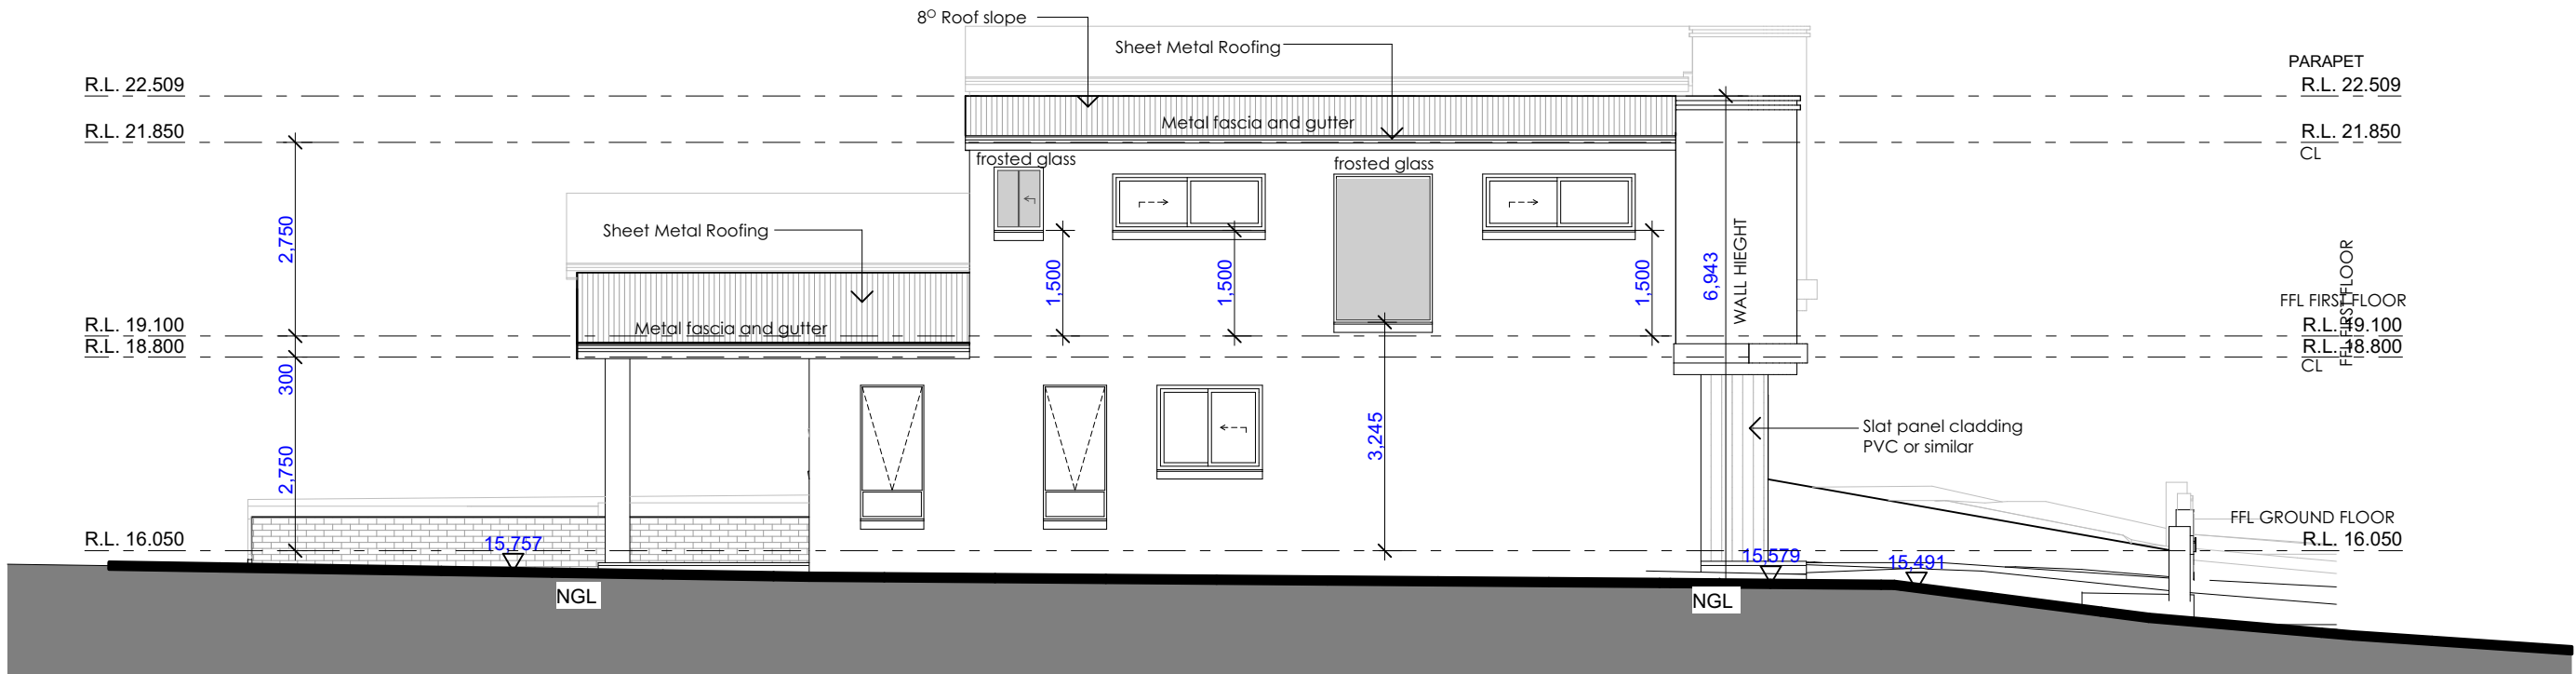 8° Roof slope
Sheet Metal Roofing
PARAPET
R.L. 22.509
R.L. 22.509
Metal fascia and gutter
R.L. 21.850
R.L. 21.850
CL
frosted glass
frosted glass
2,750
Sheet Metal Roofing
1,500
1,500
1,500
6,943
WALL HIEGHT
FFL FIRST FLOOR
FFL FIRST FLOOR
Metal fascia and gutter
R.L. 19.100
R.L. 19.100
R.L. 18.800
R.L. 18.800
CL
300
2,750
3,245
Slat panel cladding
PVC or similar
FFL GROUND FLOOR
R.L. 16.050
R.L. 16.050
15,757
15,579
15,491
NGL
NGL